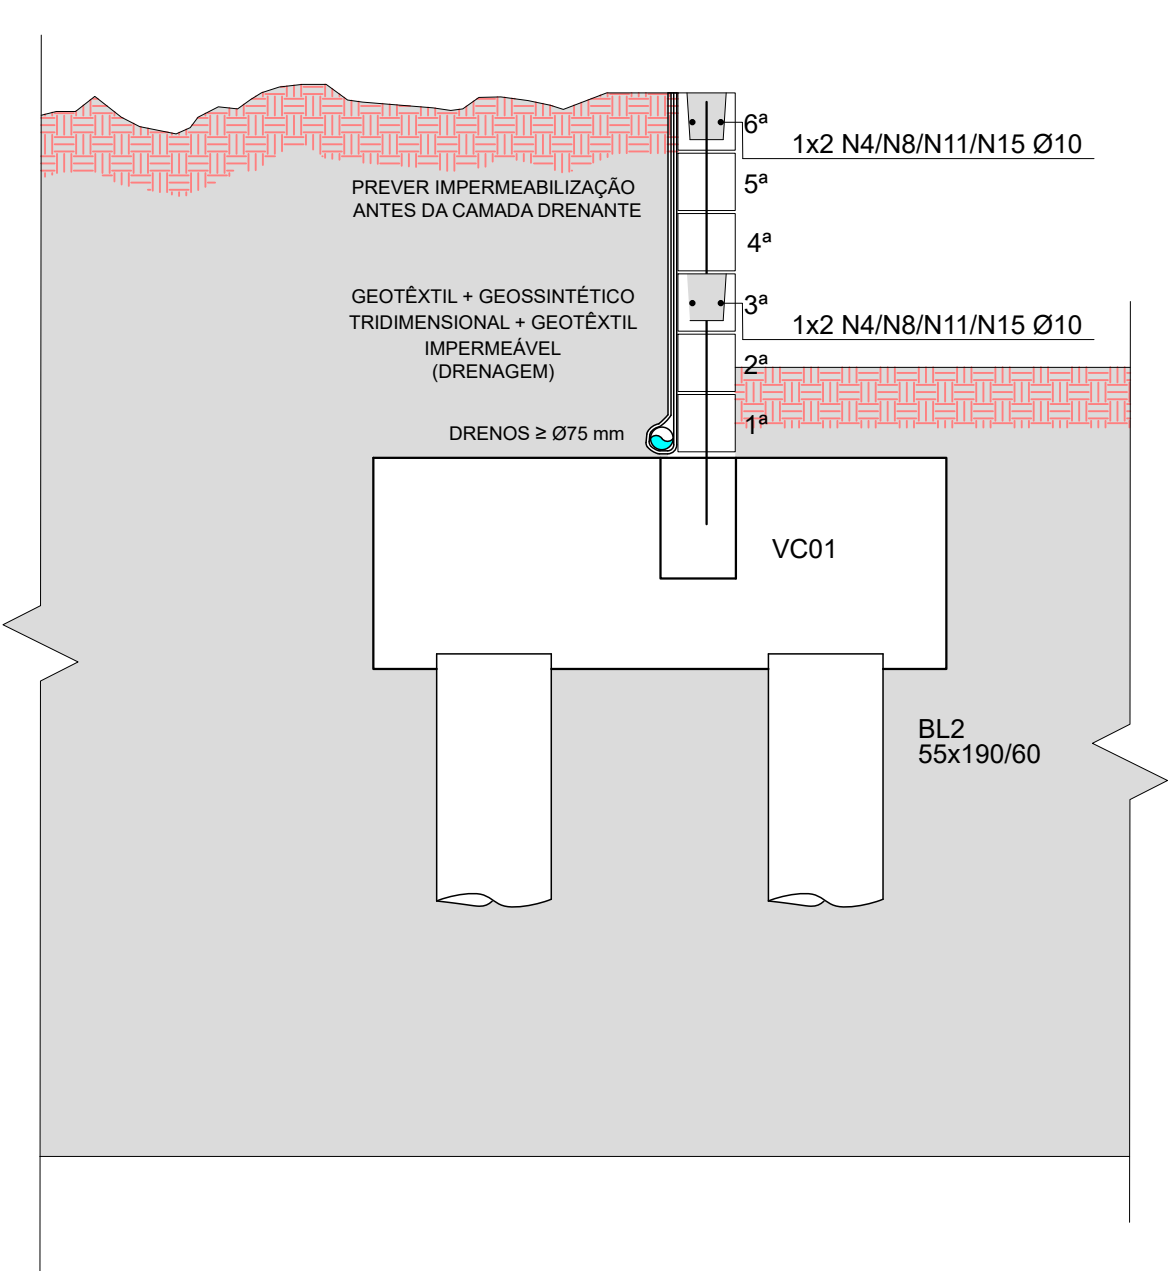 6ª
1x2 N4/N8/N11/N15 Ø10
5ª
PREVER IMPERMEABILIZAÇÃO
ANTES DA CAMADA DRENANTE
4ª
GEOTÊXTIL + GEOSSINTÉTICO
TRIDIMENSIONAL + GEOTÊXTIL
IMPERMEÁVEL
(DRENAGEM)
3ª
1x2 N4/N8/N11/N15 Ø10
2ª
1ª
DRENOS ≥ Ø75 mm
VC01
BL2
55x190/60